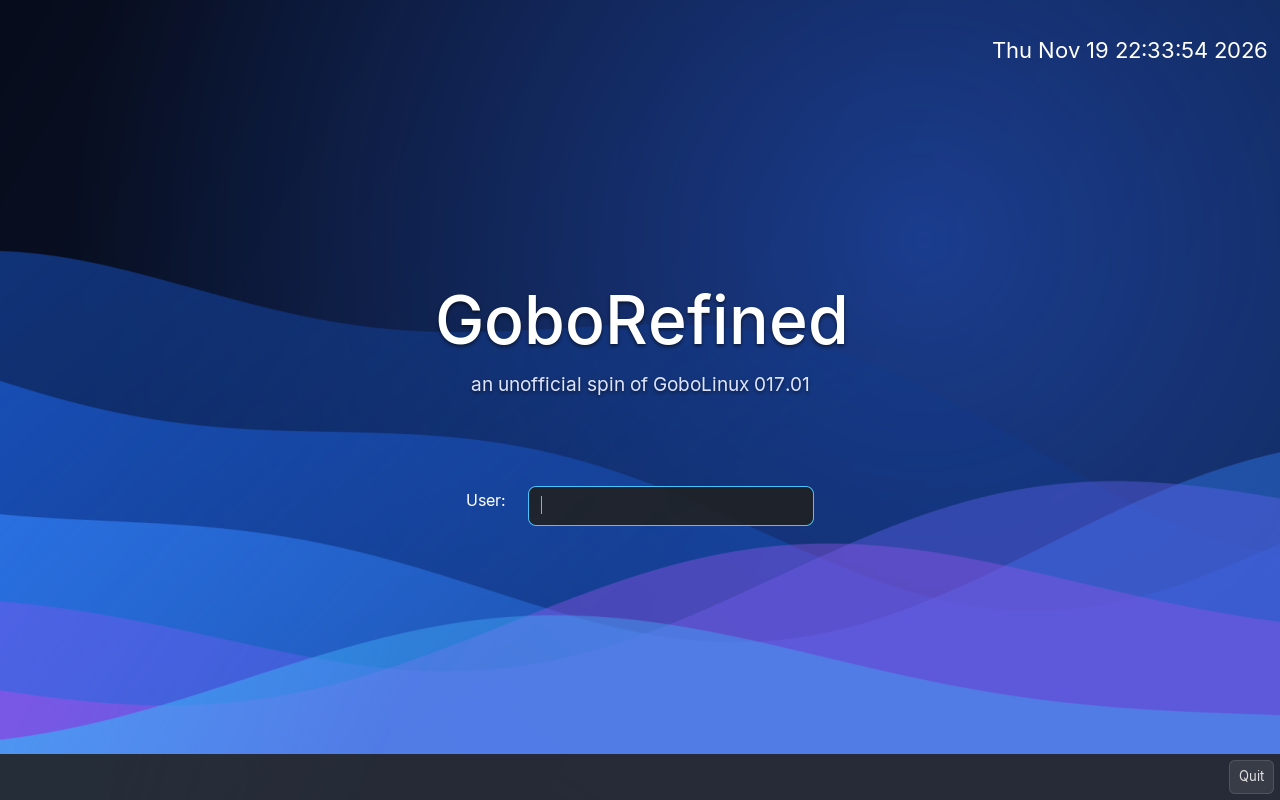 Thu Nov 19 22:33:54 2026
GoboRefined
an unofficial spin of GoboLinux 017.01
User:
Quit